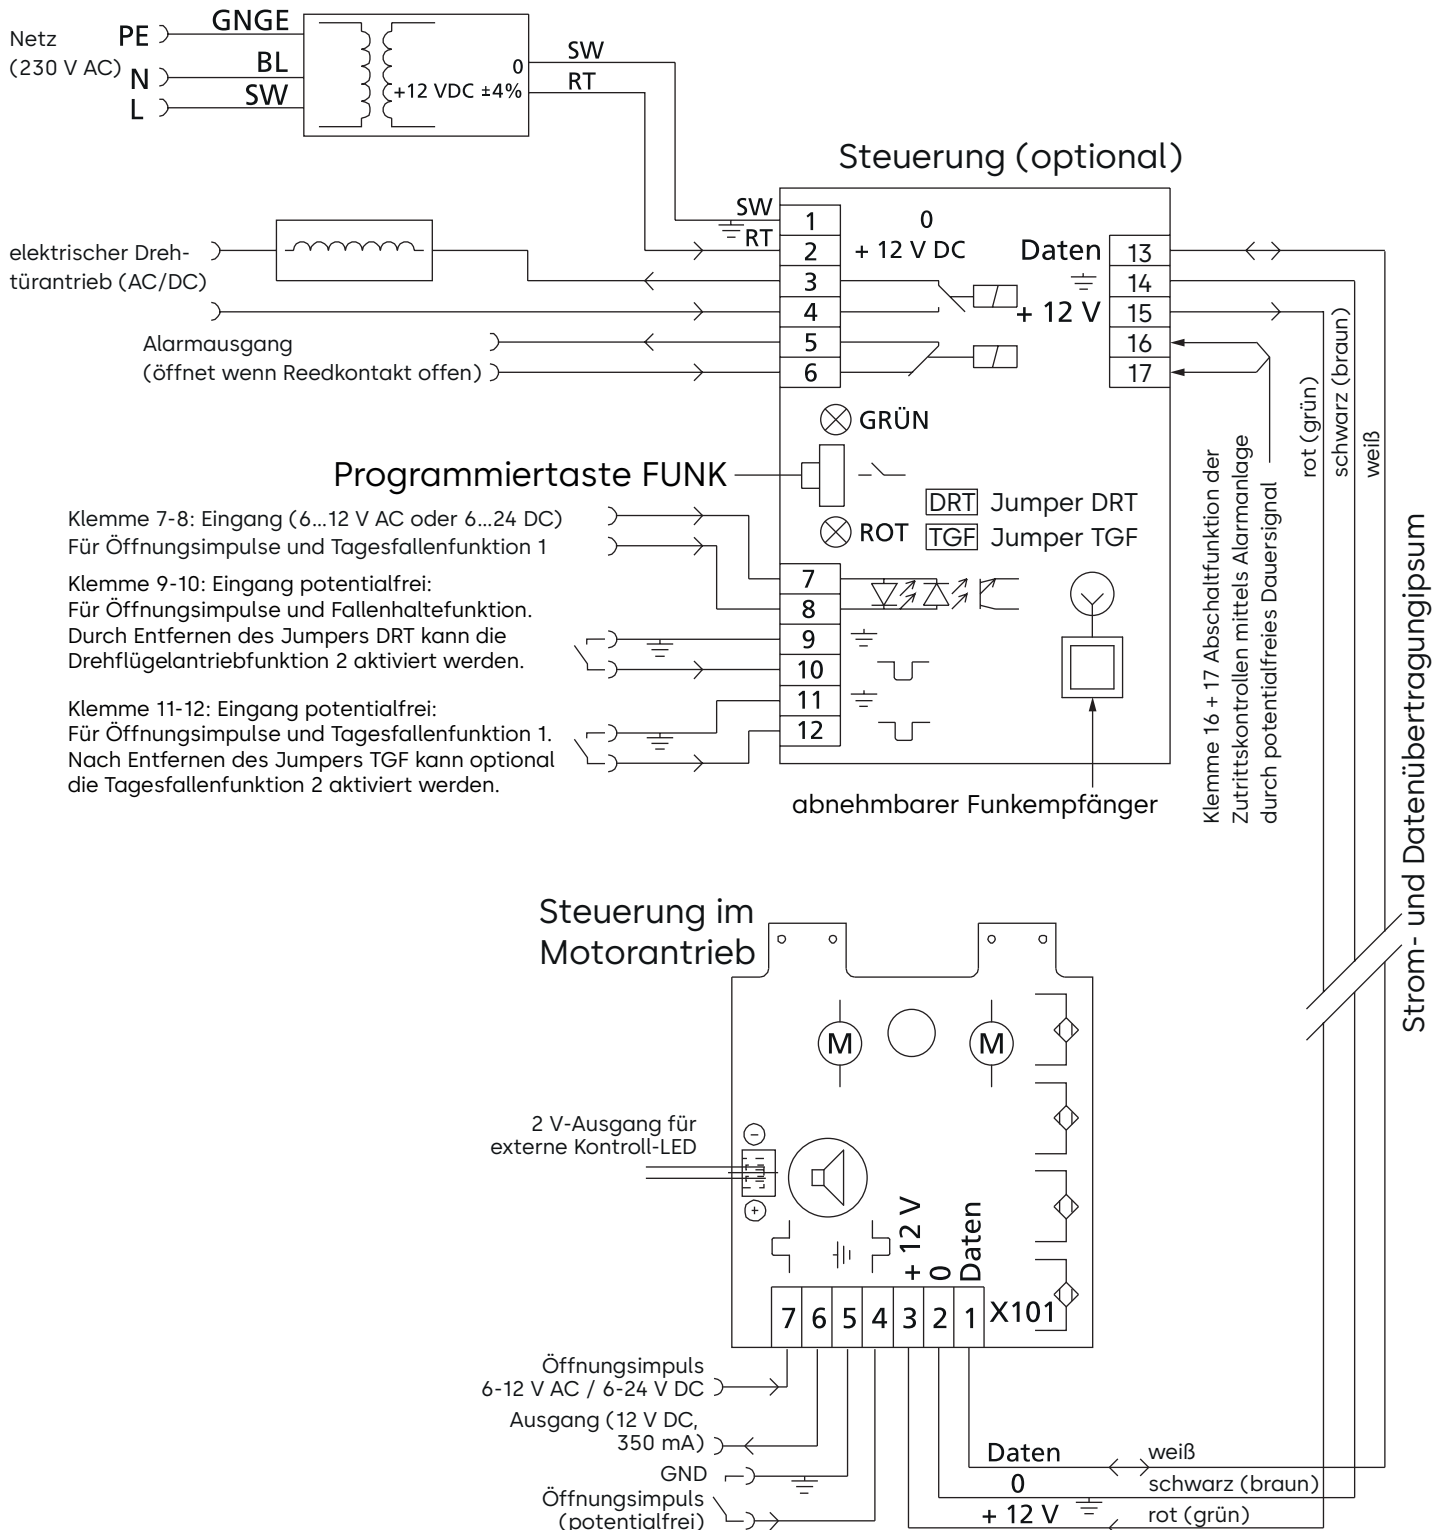 Netz
(230 V AC)
PE
N
L
GNGE
BL
SW
0
+12 VDC ±4%
SW
RT
Steuerung (optional)
SW
RT
1
2
3
4
5
6
0
+ 12 V DC
Daten
+ 12 V
13
14
15
16
17
elektrischer Dreh-
türantrieb (AC/DC)
Alarmausgang
(öffnet wenn Reedkontakt offen)
GRÜN
Programmiertaste FUNK
DRT Jumper DRT
ROT
TGF Jumper TGF
Klemme 7-8: Eingang (6...12 V AC oder 6...24 DC)
Für Öffnungsimpulse und Tagesfallenfunktion 1
Klemme 9-10: Eingang potentialfrei:
Für Öffnungsimpulse und Fallenhaltefunktion.
Durch Entfernen des Jumpers DRT kann die
Drehflügelantriebfunktion 2 aktiviert werden.
Klemme 11-12: Eingang potentialfrei:
Für Öffnungsimpulse und Tagesfallenfunktion 1.
Nach Entfernen des Jumpers TGF kann optional
die Tagesfallenfunktion 2 aktiviert werden.
7
8
9
10
11
12
abnehmbarer Funkempfänger
Klemme 16 + 17 Abschaltfunktion der
Zutrittskontrollen mittels Alarmanlage
durch potentialfreies Dauersignal
rot (grün)
schwarz (braun)
weiß
Strom- und Datenübertragungipsum
Steuerung im
Motorantrieb
M
M
2 V-Ausgang für
externe Kontroll-LED
+ 12 V
0
Daten
7
6
5
4
3
2
1
X101
Öffnungsimpuls
6-12 V AC / 6-24 V DC
Ausgang (12 V DC,
350 mA)
GND
Öffnungsimpuls
(potentialfrei)
Daten
weiß
0
schwarz (braun)
+ 12 V
rot (grün)